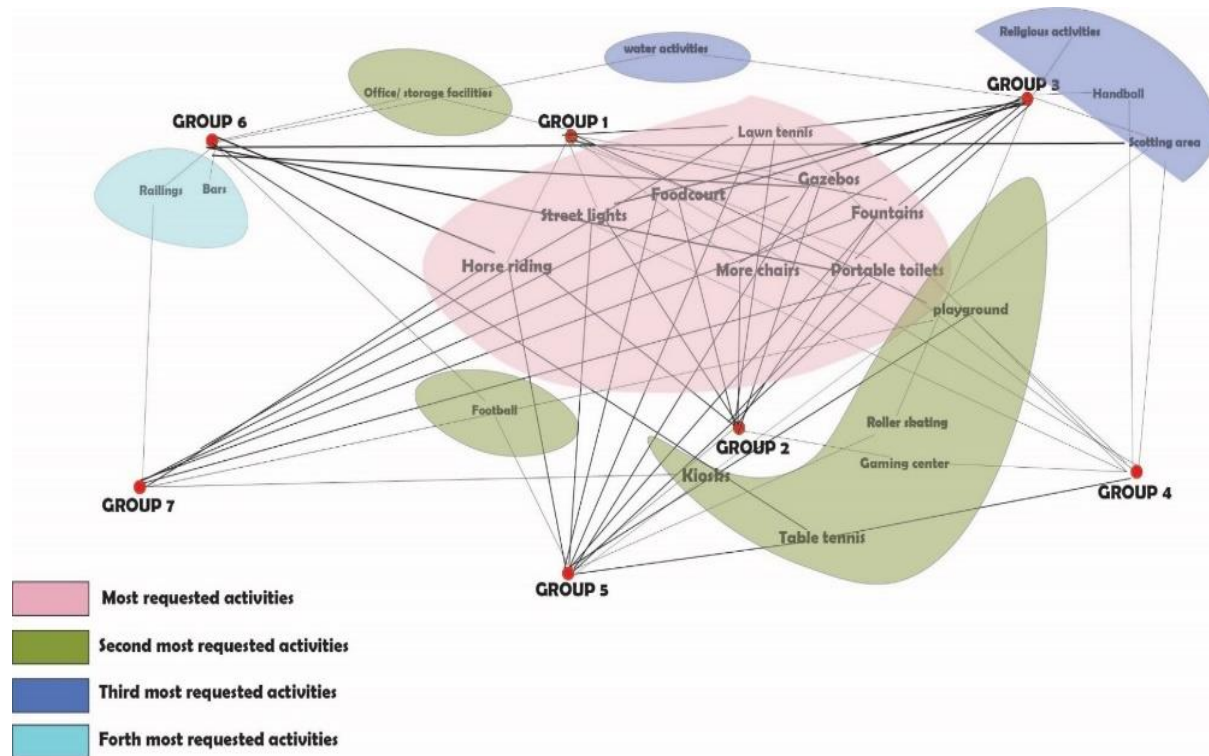 Religious activities
water activities
GROUP 3
Office/ storage facilities
Handball
GROUP 6
GROUP 1
Lawn tennis
Scotting area
Gazebos
Railings
Bars
Foodcourt
Street lights
Fountains
Horse riding
More chairs
Portable toilets
playground
Football
Roller skating
GROUP 2
Gaming center
Kiosks
GROUP 4
GROUP 7
Table tennis
GROUP 5
Most requested activities
Second most requested activities
Third most requested activities
Forth most requested activities